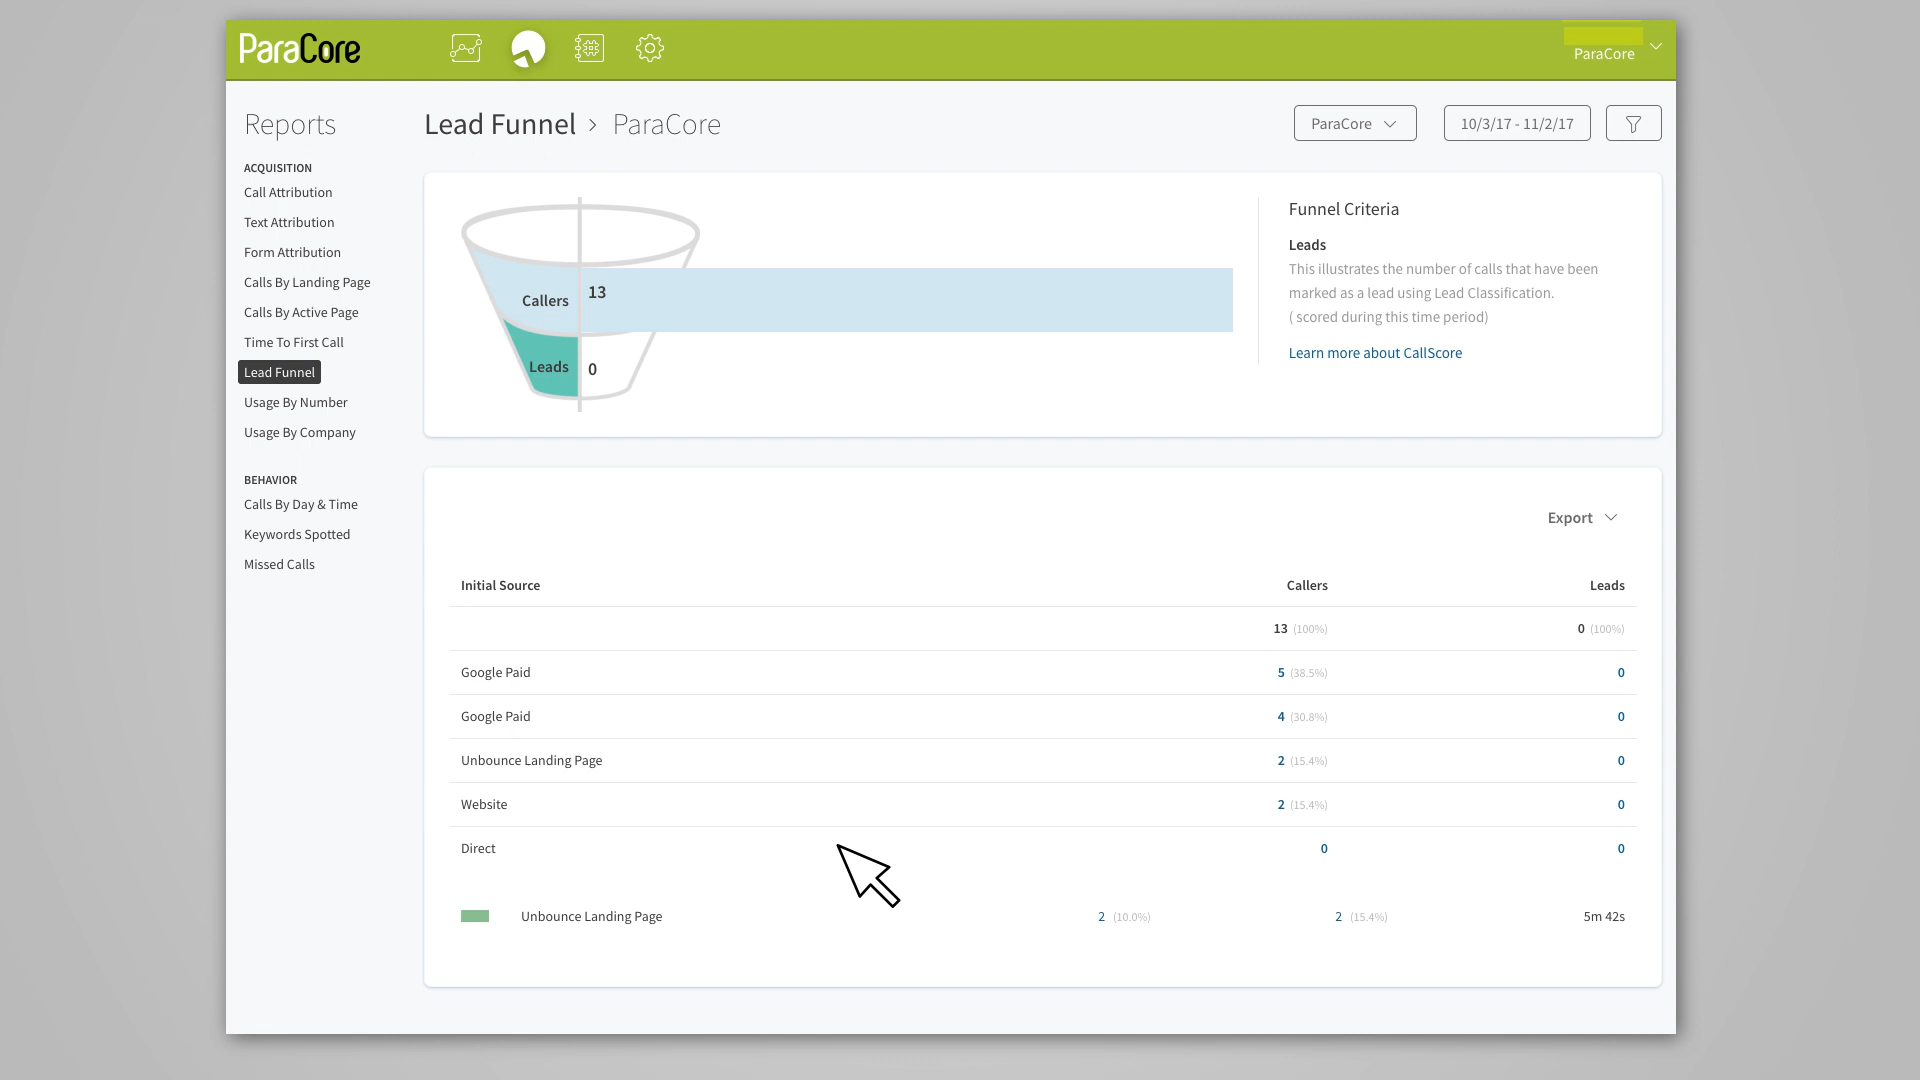 ParaCore
ParaCore
Reports
Lead Funnel > ParaCore
ParaCore
10/3/17 - 11/2/17
ACQUISITION
Call Attribution
Text Attribution
Form Attribution
Calls By Landing Page
Calls By Active Page
Time To First Call
Lead Funnel
Usage By Number
Usage By Company
BEHAVIOR
Calls By Day & Time
Keywords Spotted
Missed Calls
Callers 13
Leads 0
Funnel Criteria
Leads
This illustrates the number of calls that have been
marked as a lead using Lead Classification.
( scored during this time period)
Learn more about CallScore
Export
Initial Source Callers Leads
13 (100%) 0 (100%)
Google Paid 5 (38.5%) 0
Google Paid 4 (30.8%) 0
Unbounce Landing Page 2 (15.4%) 0
Website 2 (15.4%) 0
Direct 0 0
Unbounce Landing Page 2 (10.0%) 2 (15.4%) 5m 42s